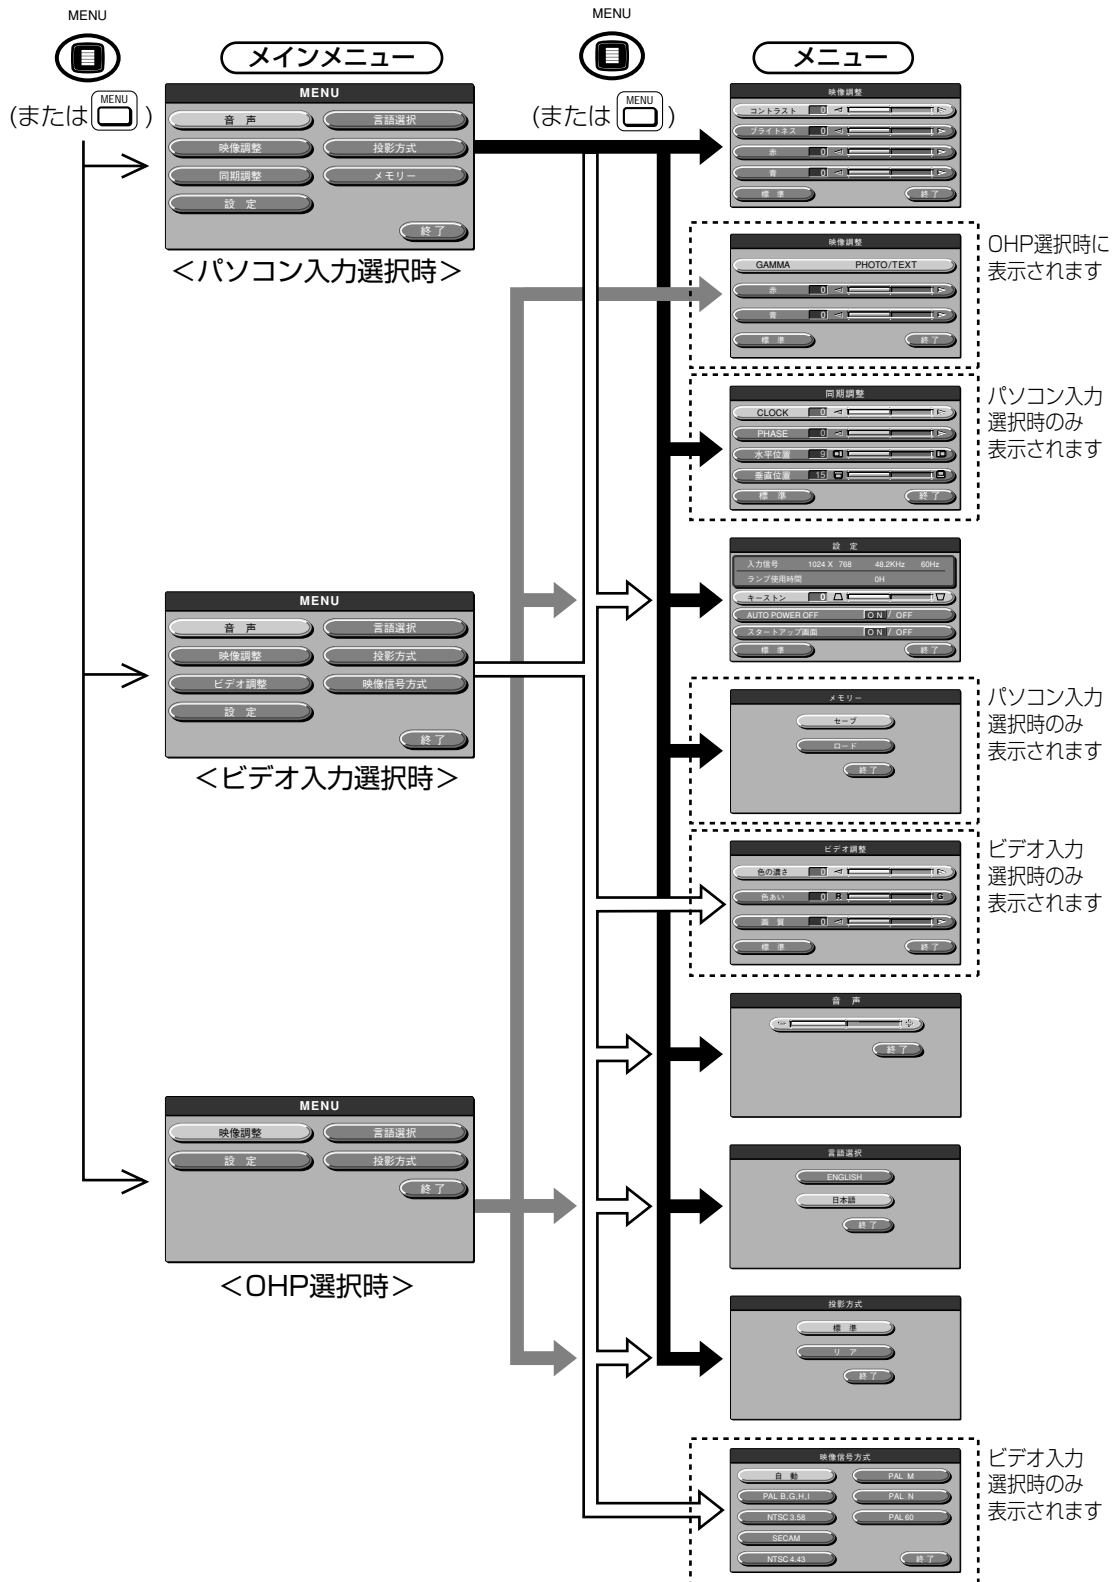 MENU
メインメニュー
(または MENU )
MENU
音 声
言語選択
映像調整
投影方式
同期調整
メモリー
設 定
終 了
＜パソコン入力選択時＞
MENU
音 声
言語選択
映像調整
投影方式
ビデオ調整
映像信号方式
設 定
終 了
＜ビデオ入力選択時＞
MENU
映像調整
言語選択
設 定
投影方式
終 了
＜OHP選択時＞
MENU
(または MENU )
メニュー
映像調整
コントラスト 0
ブライトネス 0
赤 0
青 0
標 準 終 了
映像調整
GAMMA PHOTO/TEXT
赤 0
青 0
標 準 終 了
OHP選択時に
表示されます
同期調整
CLOCK 0
PHASE 0
水平位置 9
垂直位置 15
標 準 終 了
パソコン入力
選択時のみ
表示されます
設 定
入力信号 1024 X 768 48.2KHz 60Hz
ランプ使用時間 0H
キーストン 0
AUTO POWER OFF ON / OFF
スタートアップ画面 ON / OFF
標 準 終 了
メモリー
セーブ
ロード
終 了
パソコン入力
選択時のみ
表示されます
ビデオ調整
色の濃さ 0
色あい 0 R G
画 質 0
標 準 終 了
ビデオ入力
選択時のみ
表示されます
音 声
− +
終 了
言語選択
ENGLISH
日本語
終 了
投影方式
標 準
リ ア
終 了
映像信号方式
自 動 PAL M
PAL B,G,H,I PAL N
NTSC 3.58 PAL 60
SECAM
NTSC 4.43 終 了
ビデオ入力
選択時のみ
表示されます